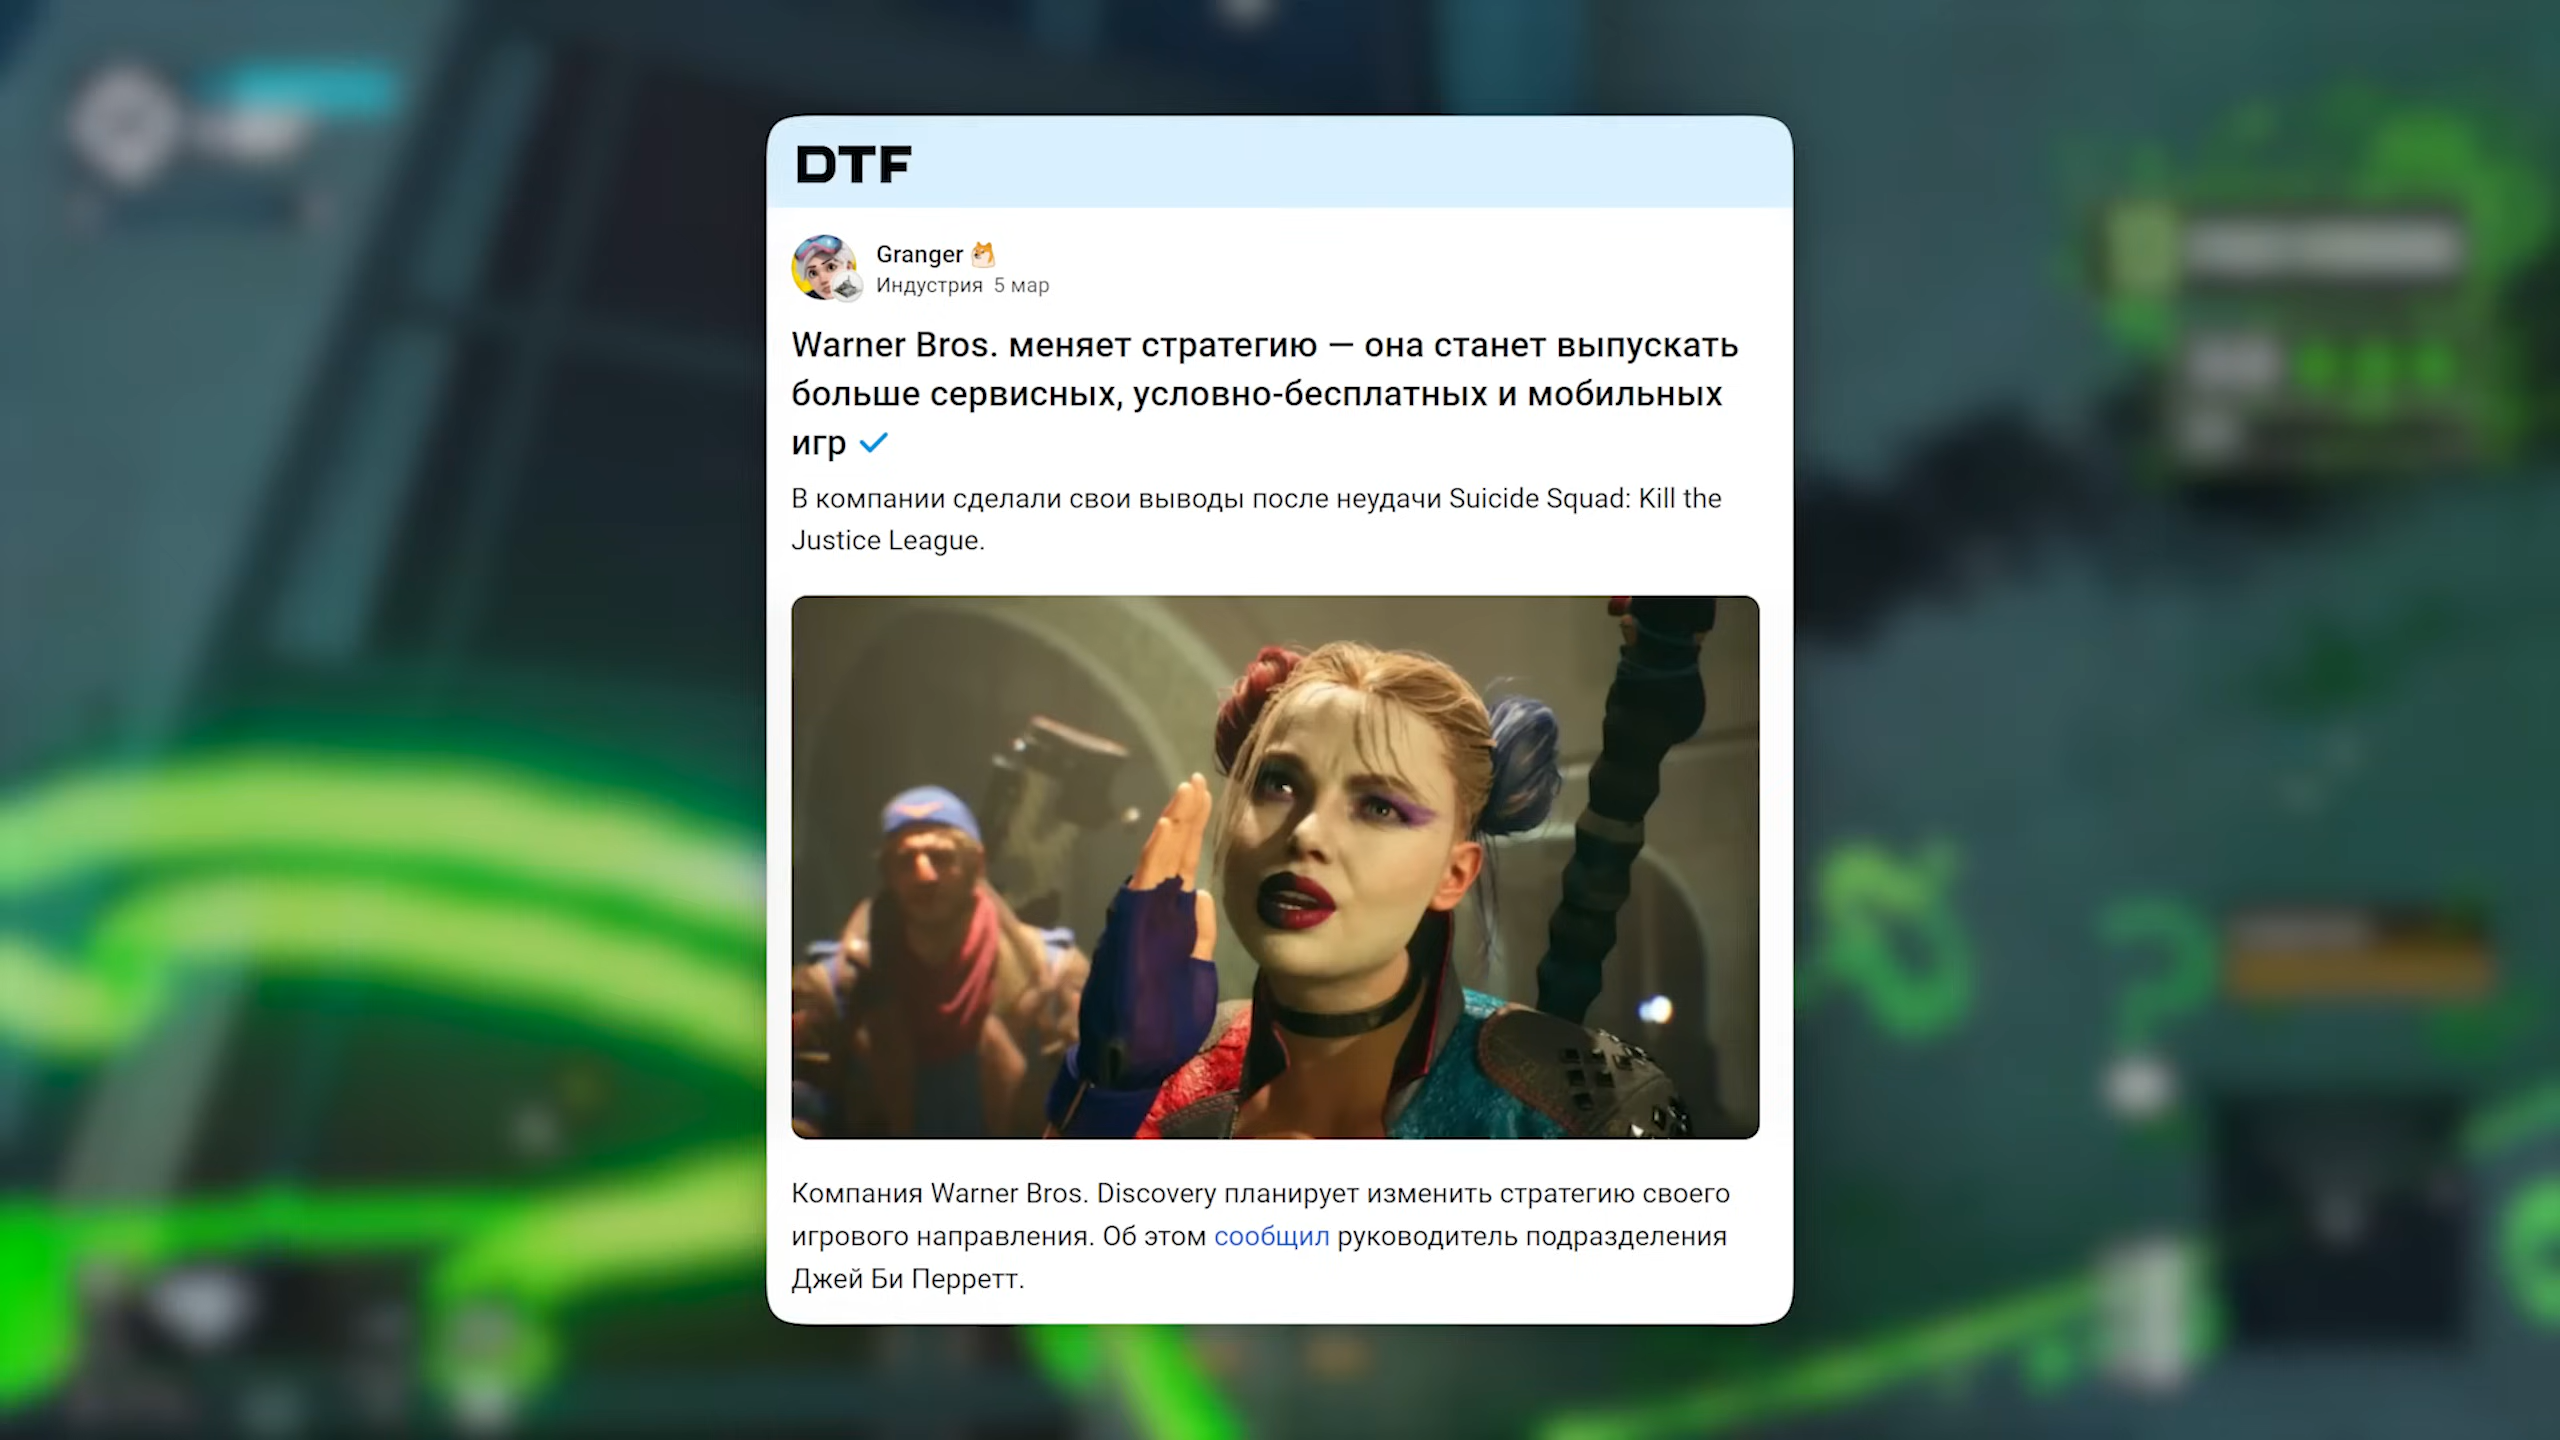 DTF
Granger
Индустрия 5 мар
Warner Bros. меняет стратегию — она станет выпускать
больше сервисных, условно-бесплатных и мобильных
игр
В компании сделали свои выводы после неудачи Suicide Squad: Kill the
Justice League.
Компания Warner Bros. Discovery планирует изменить стратегию своего
игрового направления. Об этом сообщил руководитель подразделения
Джей Би Перретт.